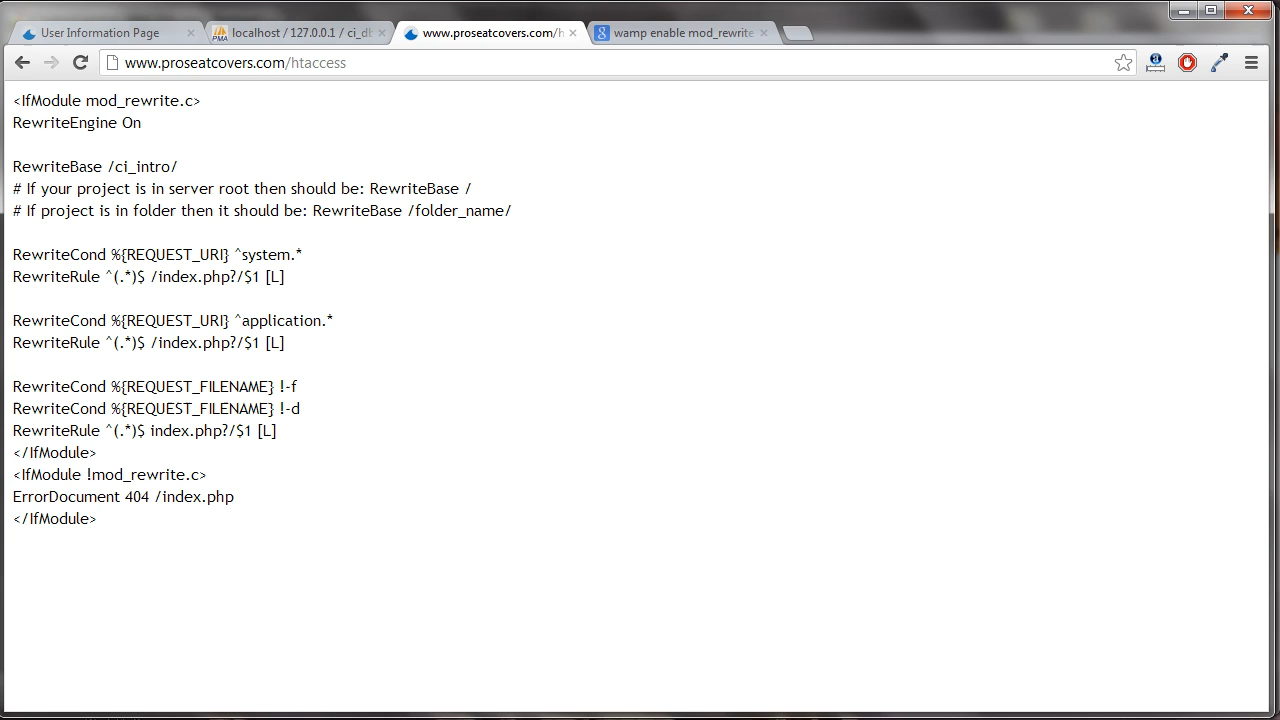 User Information Page
localhost / 127.0.0.1 / ci_db
www.proseatcovers.com/h
wamp enable mod_rewrite
www.proseatcovers.com/htaccess
<IfModule mod_rewrite.c>
RewriteEngine On
RewriteBase /ci_intro/
# If your project is in server root then should be: RewriteBase /
# If project is in folder then it should be: RewriteBase /folder_name/
RewriteCond %{REQUEST_URI} ^system.*
RewriteRule ^(.*)$ /index.php?/$1 [L]
RewriteCond %{REQUEST_URI} ^application.*
RewriteRule ^(.*)$ /index.php?/$1 [L]
RewriteCond %{REQUEST_FILENAME} !-f
RewriteCond %{REQUEST_FILENAME} !-d
RewriteRule ^(.*)$ index.php?/$1 [L]
</IfModule>
<IfModule !mod_rewrite.c>
ErrorDocument 404 /index.php
</IfModule>